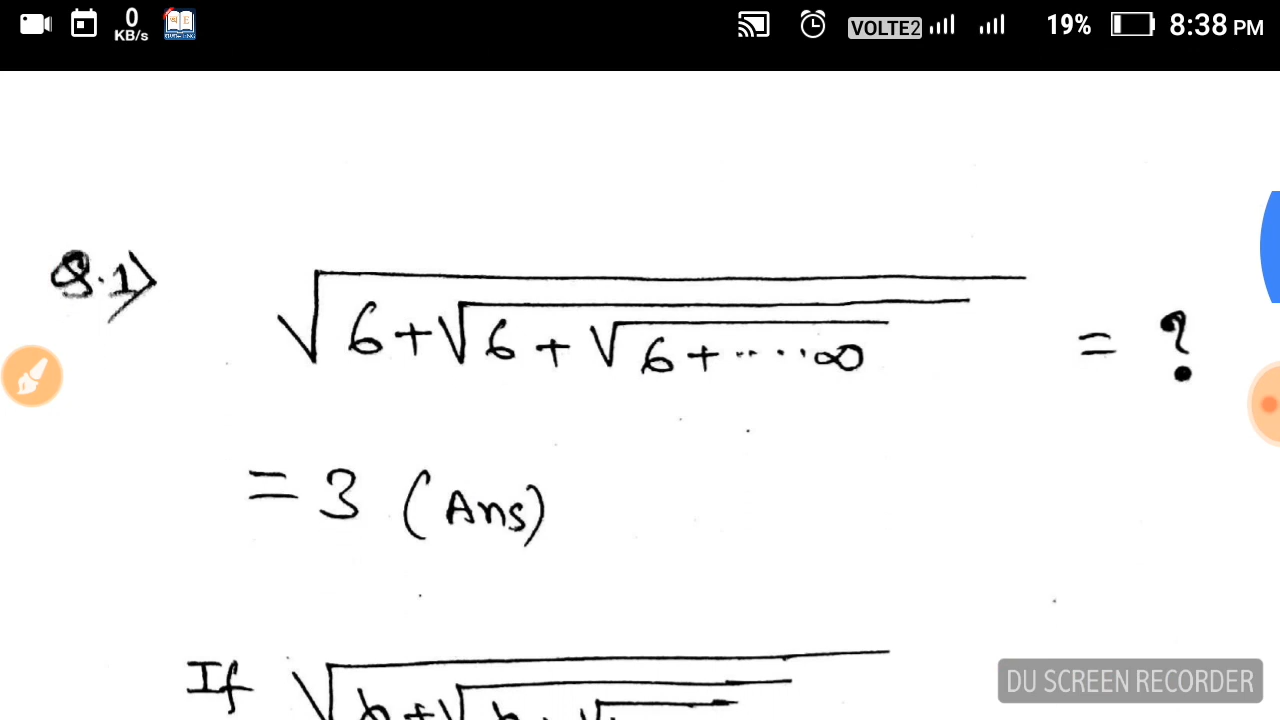 0 KB/s VOLTE2 19% 8:38 PM
Q.1) √6+√6+√6+.....∞ = ?
= 3 (Ans)
If
DU SCREEN RECORDER